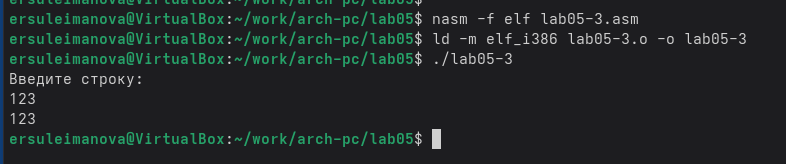 ersuleimanova@VirtualBox:~/work/arch-pc/lab05$ nasm -f elf lab05-3.asm
ersuleimanova@VirtualBox:~/work/arch-pc/lab05$ ld -m elf_i386 lab05-3.o -o lab05-3
ersuleimanova@VirtualBox:~/work/arch-pc/lab05$ ./lab05-3
Введите строку:
123
123
ersuleimanova@VirtualBox:~/work/arch-pc/lab05$